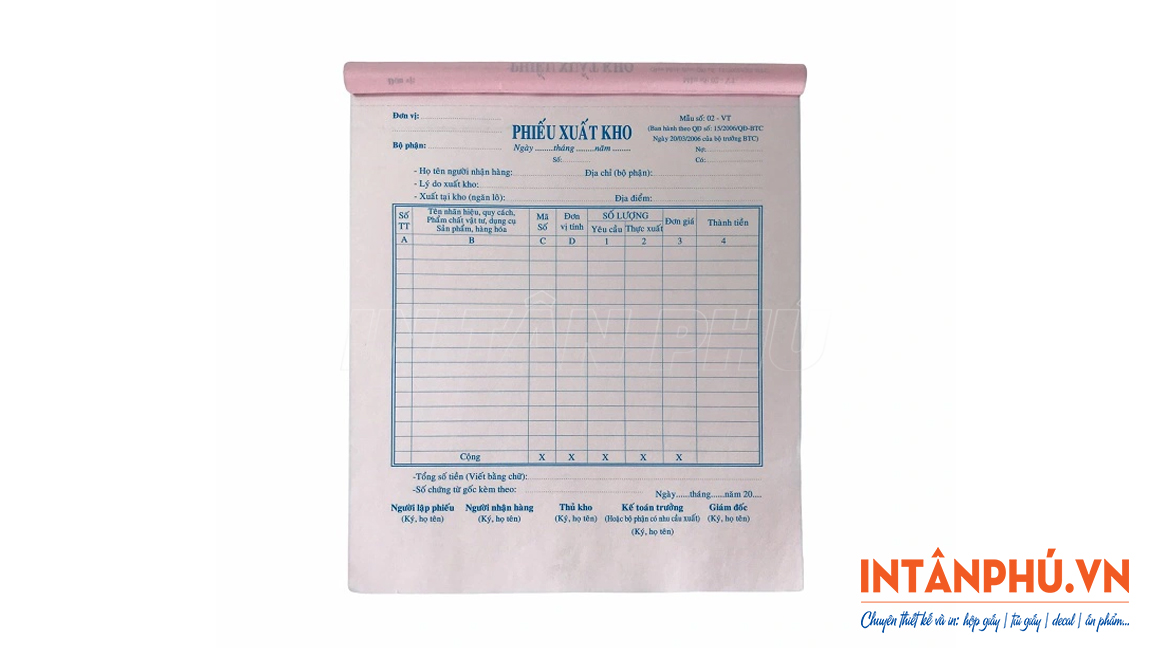 PHIẾU XUẤT KHO
Đơn vị:
Mẫu số: 02 - VT
PHIẾU XUẤT KHO
(Ban hành theo QĐ số: 15/2006/QĐ-BTC
Bộ phận:
Ngày 20/03/2006 của bộ trưởng BTC)
Ngày ........tháng ........năm ........
Nợ:
Số:
Có:
- Họ tên người nhận hàng: Địa chỉ (bộ phận):
- Lý do xuất kho:
- Xuất tại kho (ngăn lô): Địa điểm:
Số TT
Tên nhãn hiệu, quy cách,
Phẩm chất vật tư, dụng cụ
Sản phẩm, hàng hóa
Mã Số
Đơn vị tính
SỐ LƯỢNG
Yêu cầu Thực xuất
Đơn giá
Thành tiền
A B C D 1 2 3 4
Cộng X X X X X
-Tổng số tiền (Viết bằng chữ):
-Số chứng từ gốc kèm theo:
Ngày......tháng......năm 20....
Người lập phiếu Người nhận hàng Thủ kho Kế toán trưởng Giám đốc
(Ký, họ tên) (Ký, họ tên) (Ký, họ tên) (Hoặc bộ phận có nhu cầu xuất) (Ký, họ tên)
(Ký, họ tên)
IN TÂN PHÚ
INTÂNPHÚ.VN
Chuyên thiết kế và in: hộp giấy | túi giấy | decal | ấn phẩm...